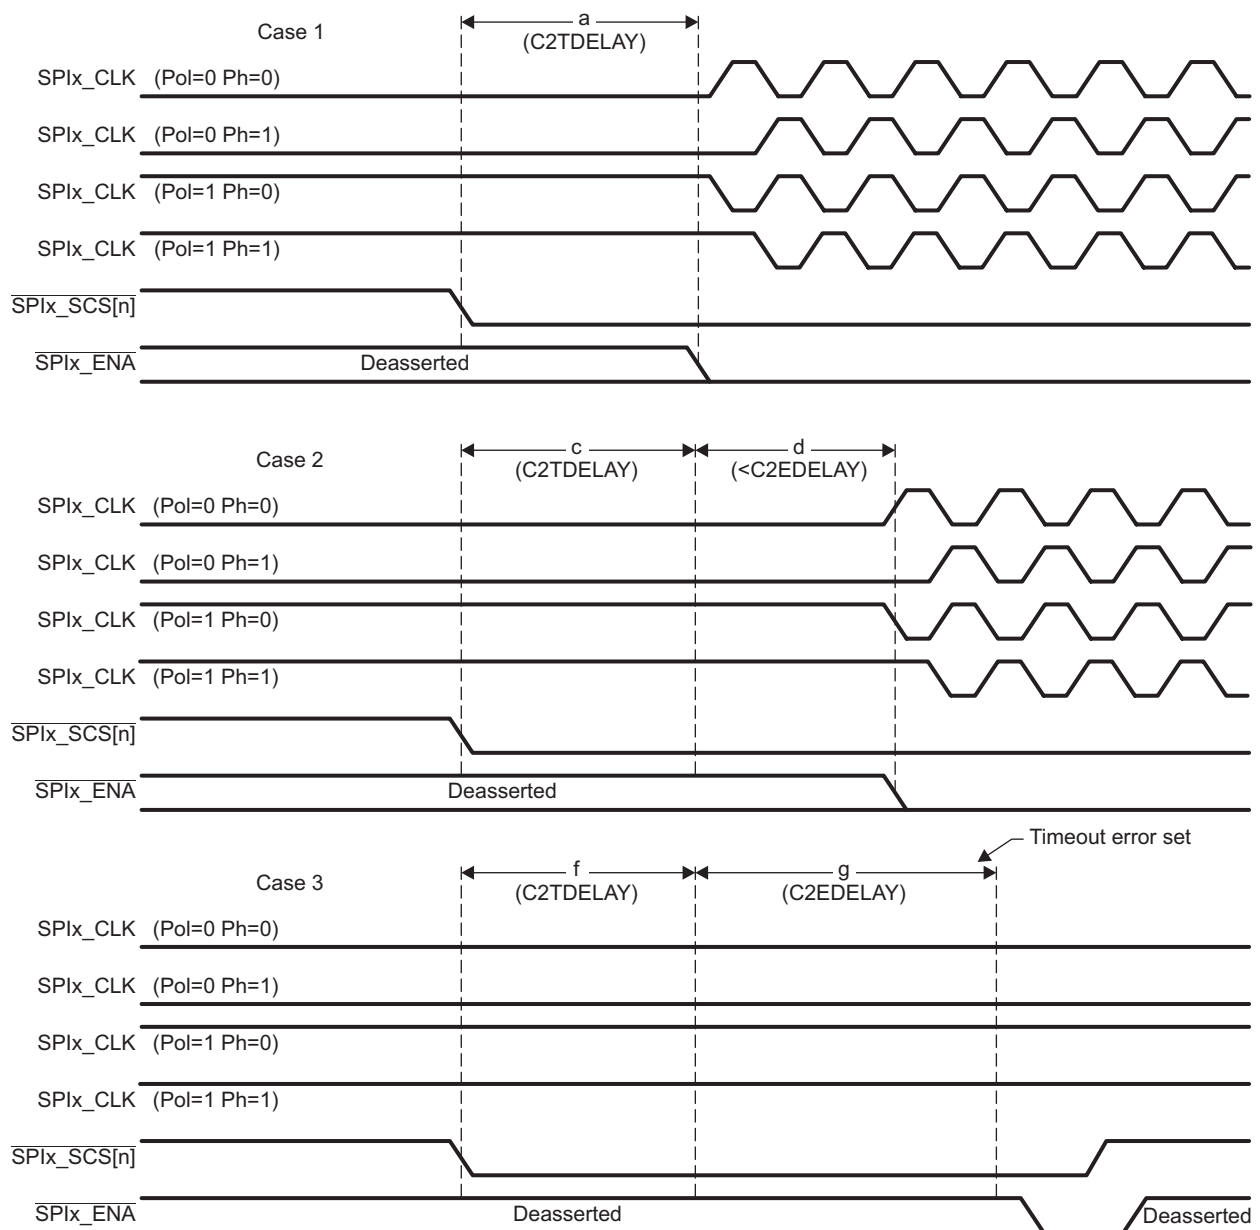 Case 1
a
(C2TDELAY)
SPIx_CLK (Pol=0 Ph=0)
SPIx_CLK (Pol=0 Ph=1)
SPIx_CLK (Pol=1 Ph=0)
SPIx_CLK (Pol=1 Ph=1)
SPIx_SCS[n]
SPIx_ENA
Deasserted
Case 2
c
(C2TDELAY)
d
(<C2EDELAY)
SPIx_CLK (Pol=0 Ph=0)
SPIx_CLK (Pol=0 Ph=1)
SPIx_CLK (Pol=1 Ph=0)
SPIx_CLK (Pol=1 Ph=1)
SPIx_SCS[n]
SPIx_ENA
Deasserted
Timeout error set
Case 3
f
(C2TDELAY)
g
(C2EDELAY)
SPIx_CLK (Pol=0 Ph=0)
SPIx_CLK (Pol=0 Ph=1)
SPIx_CLK (Pol=1 Ph=0)
SPIx_CLK (Pol=1 Ph=1)
SPIx_SCS[n]
SPIx_ENA
Deasserted
Deasserted